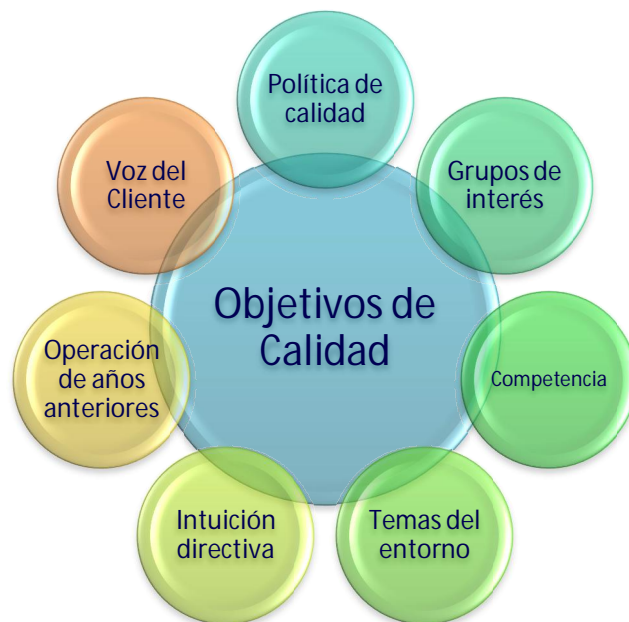 Política de
calidad
Voz del
Cliente
Grupos de
interés
Objetivos de
Calidad
Operación
de años
anteriores
Competencia
Intuición
directiva
Temas del
entorno